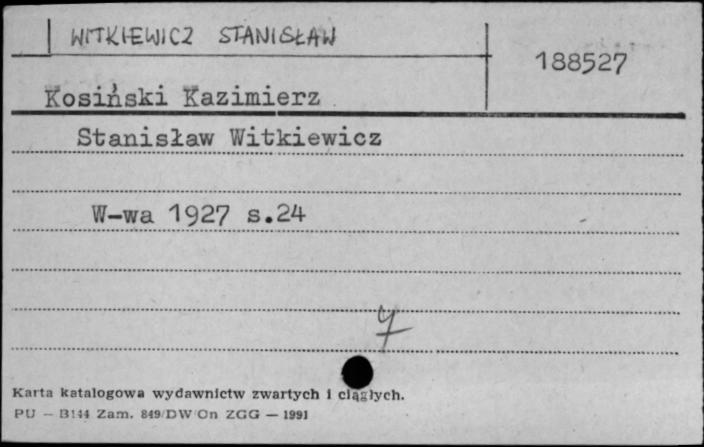 WITKIEWICZ STANISŁAW
188527
Kosiński Kazimierz
Stanisław Witkiewicz
W-wa 1927 s.24
Karta katalogowa wydawnictw zwartych i ciągłych.
PU — B144 Zam. 849/DW/On ZGG — 1991